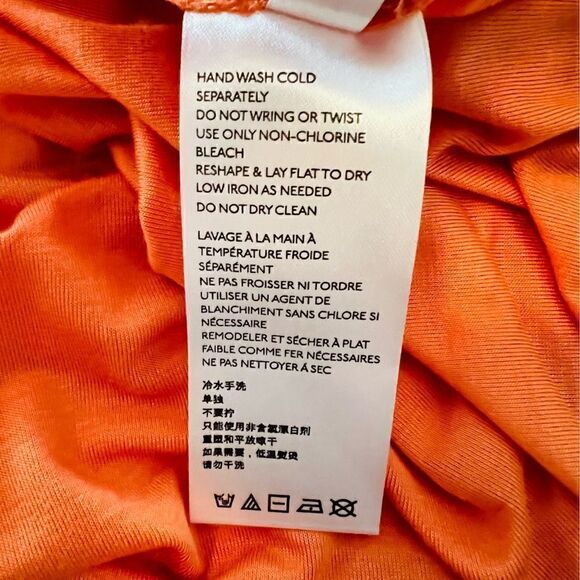 HAND WASH COLD
SEPARATELY
DO NOT WRING OR TWIST
USE ONLY NON-CHLORINE
BLEACH
RESHAPE & LAY FLAT TO DRY
LOW IRON AS NEEDED
DO NOT DRY CLEAN
LAVAGE À LA MAIN À
TEMPÉRATURE FROIDE
SÉPARÉMENT
NE PAS FROISSER NI TORDRE
UTILISER UN AGENT DE
BLANCHIMENT SANS CHLORE SI
NÉCESSAIRE
REMODELER ET SÉCHER À PLAT
FAIBLE COMME FER NÉCESSAIRES
NE PAS NETTOYER Á SEC
冷水手洗
单独
不要拧
只能使用非含氯漂白剂
重塑和平放晾干
如果需要，低温熨烫
请勿干洗